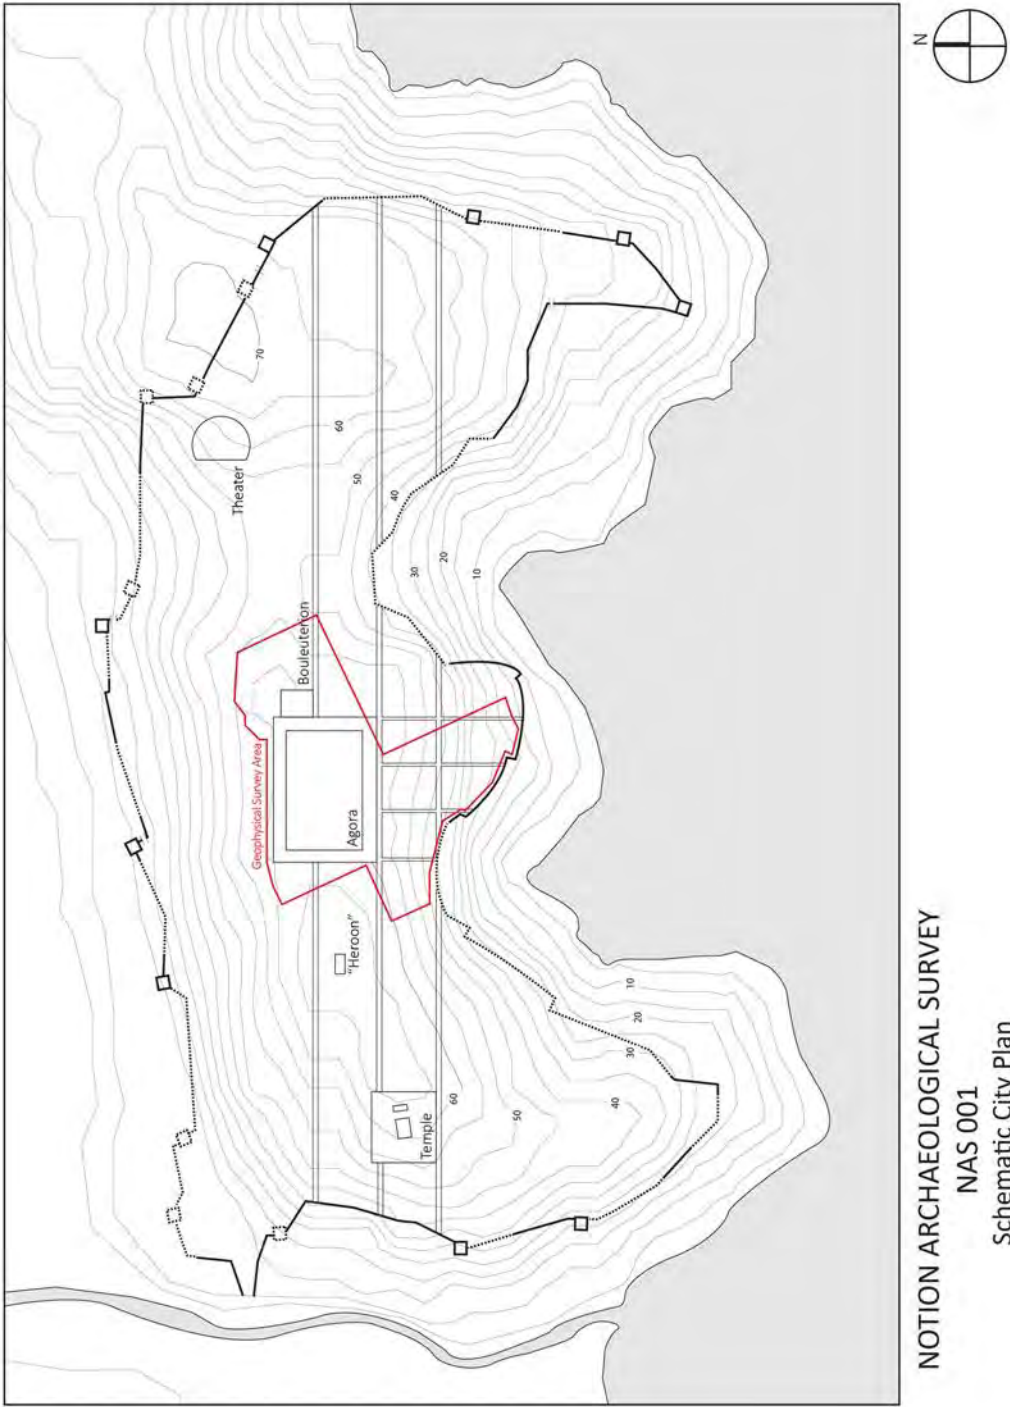 N
70
60
50
40
30
20
10
Theater
Bouleuterion
Geophysical Survey Area
Agora
"Heroon"
Temple
60
50
40
30
20
10
NOTION ARCHAEOLOGICAL SURVEY
NAS 001
Schematic City Plan